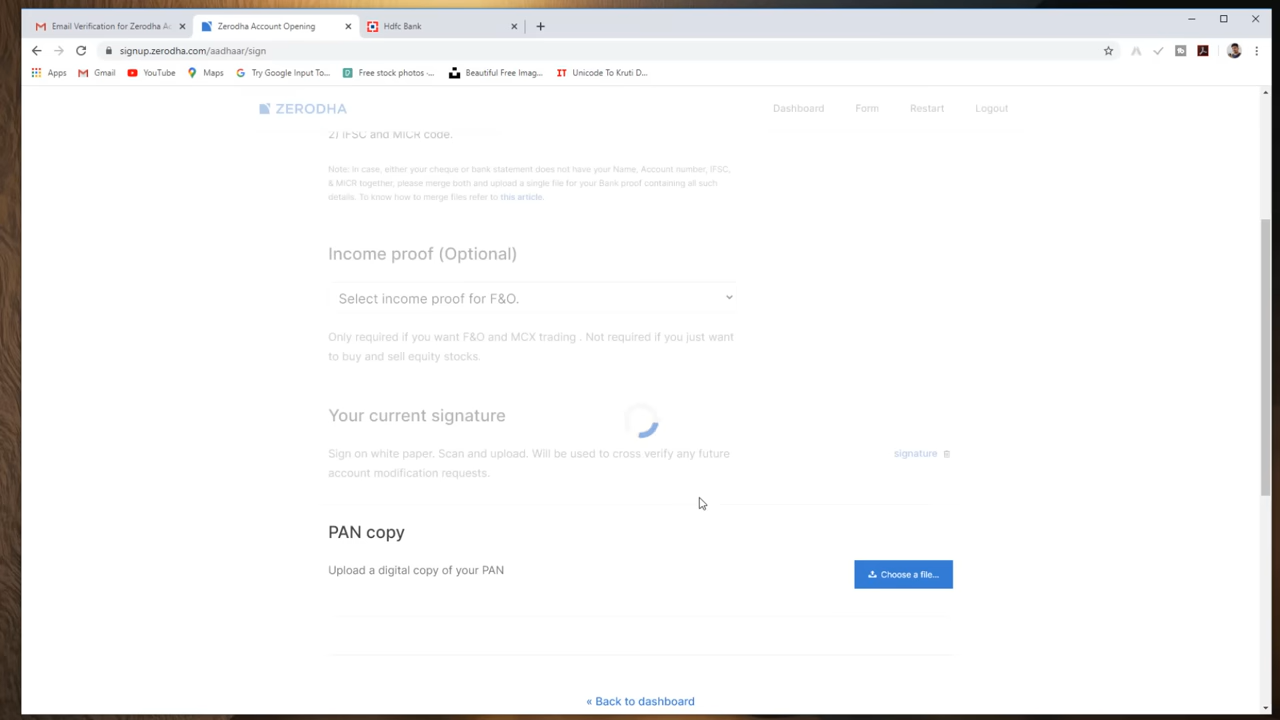 Email Verification for Zerodha Ac
Zerodha Account Opening
Hdfc Bank
signup.zerodha.com/aadhaar/sign
Apps
Gmail
YouTube
Maps
Try Google Input To...
Free stock photos -...
Beautiful Free Imag...
Unicode To Kruti D...
ZERODHA
Dashboard
Form
Restart
Logout
2) IFSC and MICR code.
Note: In case, either your cheque or bank statement does not have your Name, Account number, IFSC,
& MICR together, please merge both and upload a single file for your Bank proof containing all such
details. To know how to merge files refer to this article.
Income proof (Optional)
Select income proof for F&O.
Only required if you want F&O and MCX trading . Not required if you just want
to buy and sell equity stocks.
Your current signature
Sign on white paper. Scan and upload. Will be used to cross verify any future
account modification requests.
signature
PAN copy
Upload a digital copy of your PAN
Choose a file...
« Back to dashboard